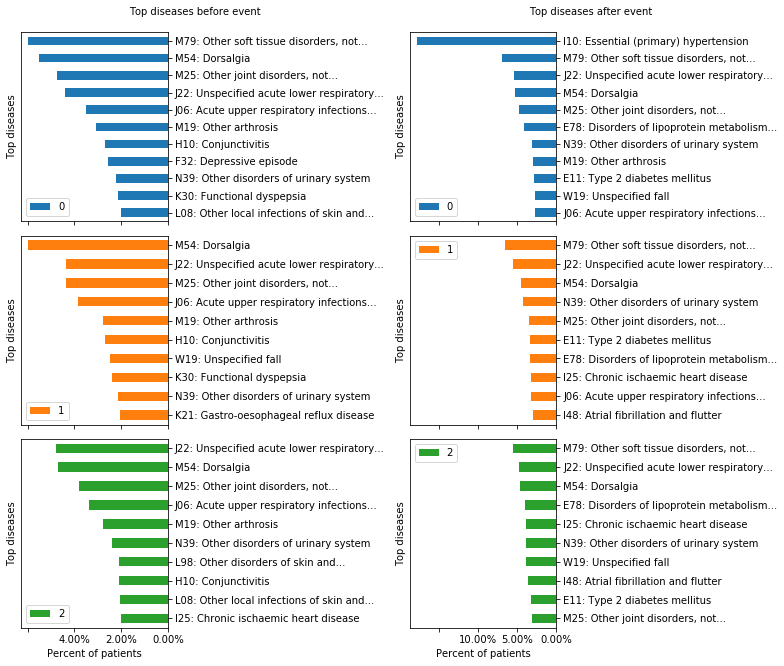 Top diseases before event
Top diseases
M79: Other soft tissue disorders, not...
M54: Dorsalgia
M25: Other joint disorders, not...
J22: Unspecified acute lower respiratory...
J06: Acute upper respiratory infections...
M19: Other arthrosis
H10: Conjunctivitis
F32: Depressive episode
N39: Other disorders of urinary system
K30: Functional dyspepsia
L08: Other local infections of skin and...
0
Top diseases
M54: Dorsalgia
J22: Unspecified acute lower respiratory...
M25: Other joint disorders, not...
J06: Acute upper respiratory infections...
M19: Other arthrosis
H10: Conjunctivitis
W19: Unspecified fall
K30: Functional dyspepsia
N39: Other disorders of urinary system
K21: Gastro-oesophageal reflux disease
1
Top diseases
J22: Unspecified acute lower respiratory...
M54: Dorsalgia
M25: Other joint disorders, not...
J06: Acute upper respiratory infections...
M19: Other arthrosis
N39: Other disorders of urinary system
L98: Other disorders of skin and...
H10: Conjunctivitis
L08: Other local infections of skin and...
I25: Chronic ischaemic heart disease
2
4.00% 2.00% 0.00%
Percent of patients
Top diseases after event
Top diseases
I10: Essential (primary) hypertension
M79: Other soft tissue disorders, not...
J22: Unspecified acute lower respiratory...
M54: Dorsalgia
M25: Other joint disorders, not...
E78: Disorders of lipoprotein metabolism...
N39: Other disorders of urinary system
M19: Other arthrosis
E11: Type 2 diabetes mellitus
W19: Unspecified fall
J06: Acute upper respiratory infections...
0
Top diseases
1
M79: Other soft tissue disorders, not...
J22: Unspecified acute lower respiratory...
M54: Dorsalgia
N39: Other disorders of urinary system
M25: Other joint disorders, not...
E11: Type 2 diabetes mellitus
E78: Disorders of lipoprotein metabolism...
I25: Chronic ischaemic heart disease
J06: Acute upper respiratory infections...
I48: Atrial fibrillation and flutter
Top diseases
2
M79: Other soft tissue disorders, not...
J22: Unspecified acute lower respiratory...
M54: Dorsalgia
E78: Disorders of lipoprotein metabolism...
I25: Chronic ischaemic heart disease
N39: Other disorders of urinary system
W19: Unspecified fall
I48: Atrial fibrillation and flutter
E11: Type 2 diabetes mellitus
M25: Other joint disorders, not...
10.00% 5.00% 0.00%
Percent of patients